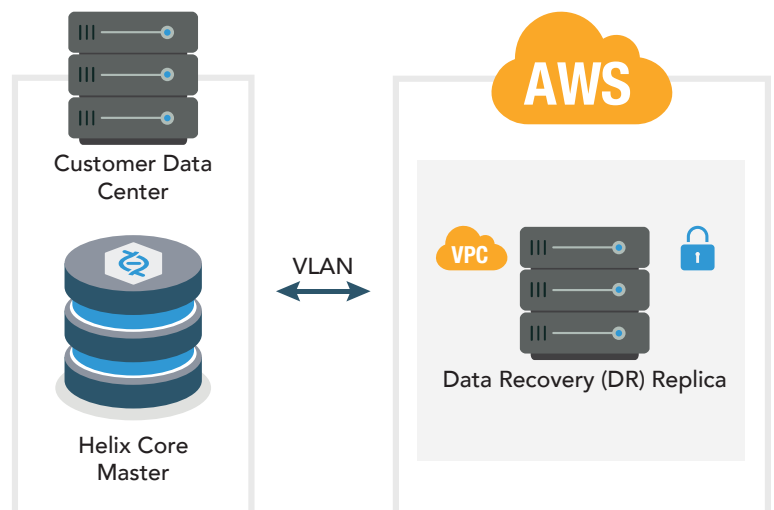 Customer Data
Center
Helix Core
Master
VLAN
AWS
VPC
Data Recovery (DR) Replica